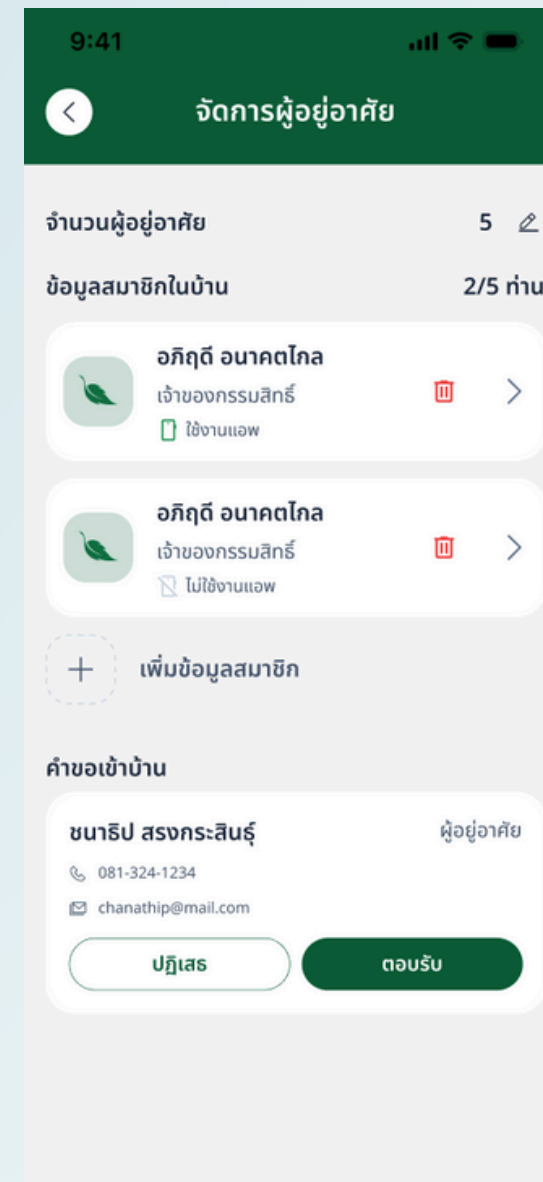 9:41
จัดการผู้อยู่อาศัย
จำนวนผู้อยู่อาศัย 5
ข้อมูลสมาชิกในบ้าน 2/5 ท่าน
อภิฤดี อนาคตไกล
เจ้าของกรรมสิทธิ์
ใช้งานแอพ
อภิฤดี อนาคตไกล
เจ้าของกรรมสิทธิ์
ไม่ใช้งานแอพ
เพิ่มข้อมูลสมาชิก
คำขอเข้าบ้าน
ชนาธิป สรงกระสินธุ์ ผู้อยู่อาศัย
081-324-1234
chanathip@mail.com
ปฏิเสธ ตอบรับ